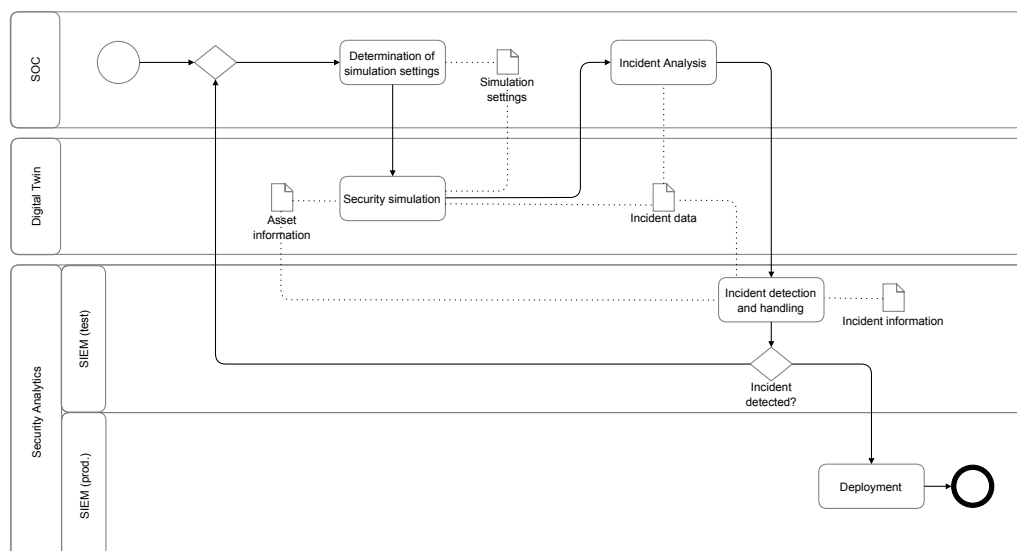 SOC
Determination of
simulation settings
Simulation
settings
Incident Analysis
Digital Twin
Asset
information
Security simulation
Incident data
Security Analytics
SIEM (test)
Incident detection
and handling
Incident information
Incident
detected?
SIEM (prod.)
Deployment